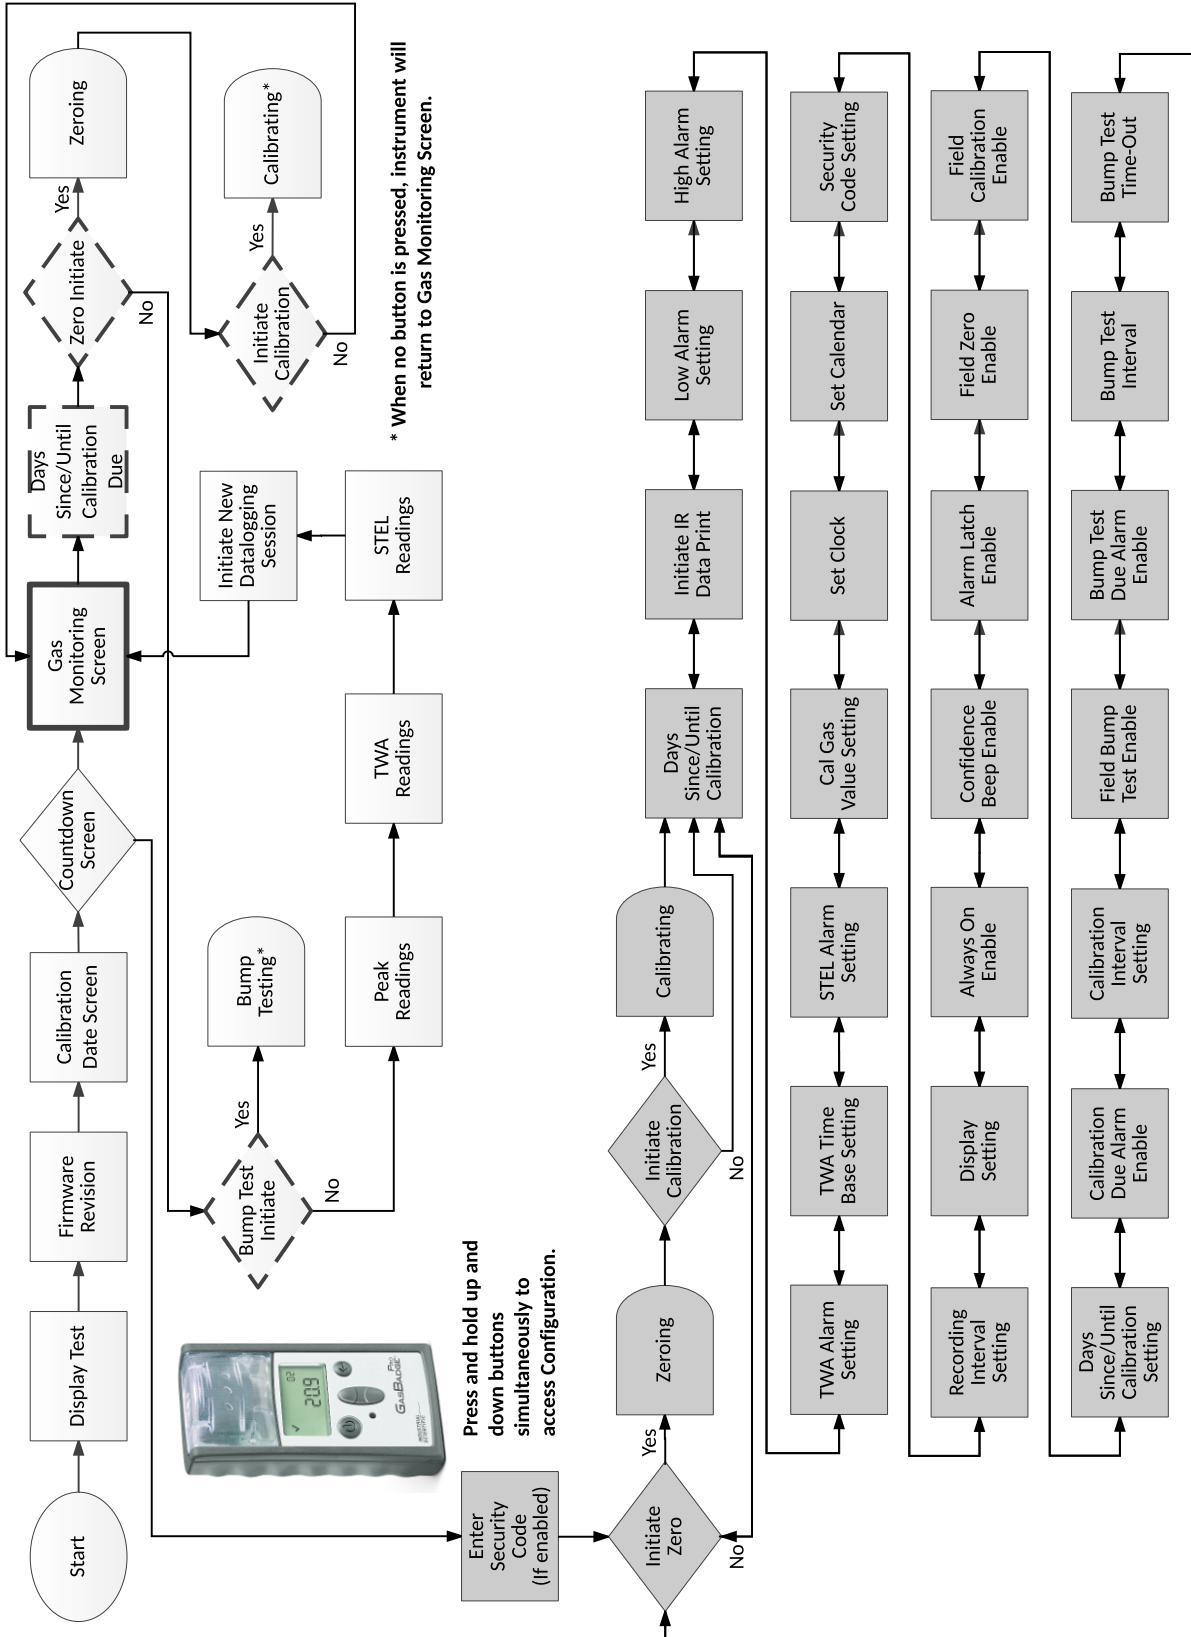 Start
Display Test
Firmware
Revision
Calibration
Date Screen
Countdown
Screen
Gas
Monitoring
Screen
Days
Since/Until
Calibration
Due
Zero Initiate
Yes
No
Zeroing
Initiate
Calibration
Yes
No
Calibrating*
* When no button is pressed, instrument will
return to Gas Monitoring Screen.
Bump Test
Initiate
Yes
No
Bump
Testing*
Peak
Readings
TWA
Readings
STEL
Readings
Initiate New
Datalogging
Session
20.9
O2
GASBADGE Pro
INDUSTRIAL
SCIENTIFIC
Press and hold up and
down buttons
simultaneously to
access Configuration.
Enter
Security
Code
(If enabled)
Initiate
Zero
Yes
No
Zeroing
Initiate
Calibration
Yes
No
Calibrating
Days
Since/Until
Calibration
Initiate IR
Data Print
Low Alarm
Setting
High Alarm
Setting
TWA Alarm
Setting
TWA Time
Base Setting
STEL Alarm
Setting
Cal Gas
Value Setting
Set Clock
Set Calendar
Security
Code Setting
Recording
Interval
Setting
Display
Setting
Always On
Enable
Confidence
Beep Enable
Alarm Latch
Enable
Field Zero
Enable
Field
Calibration
Enable
Days
Since/Until
Calibration
Setting
Calibration
Due Alarm
Enable
Calibration
Interval
Setting
Field Bump
Test Enable
Bump Test
Due Alarm
Enable
Bump Test
Interval
Bump Test
Time-Out